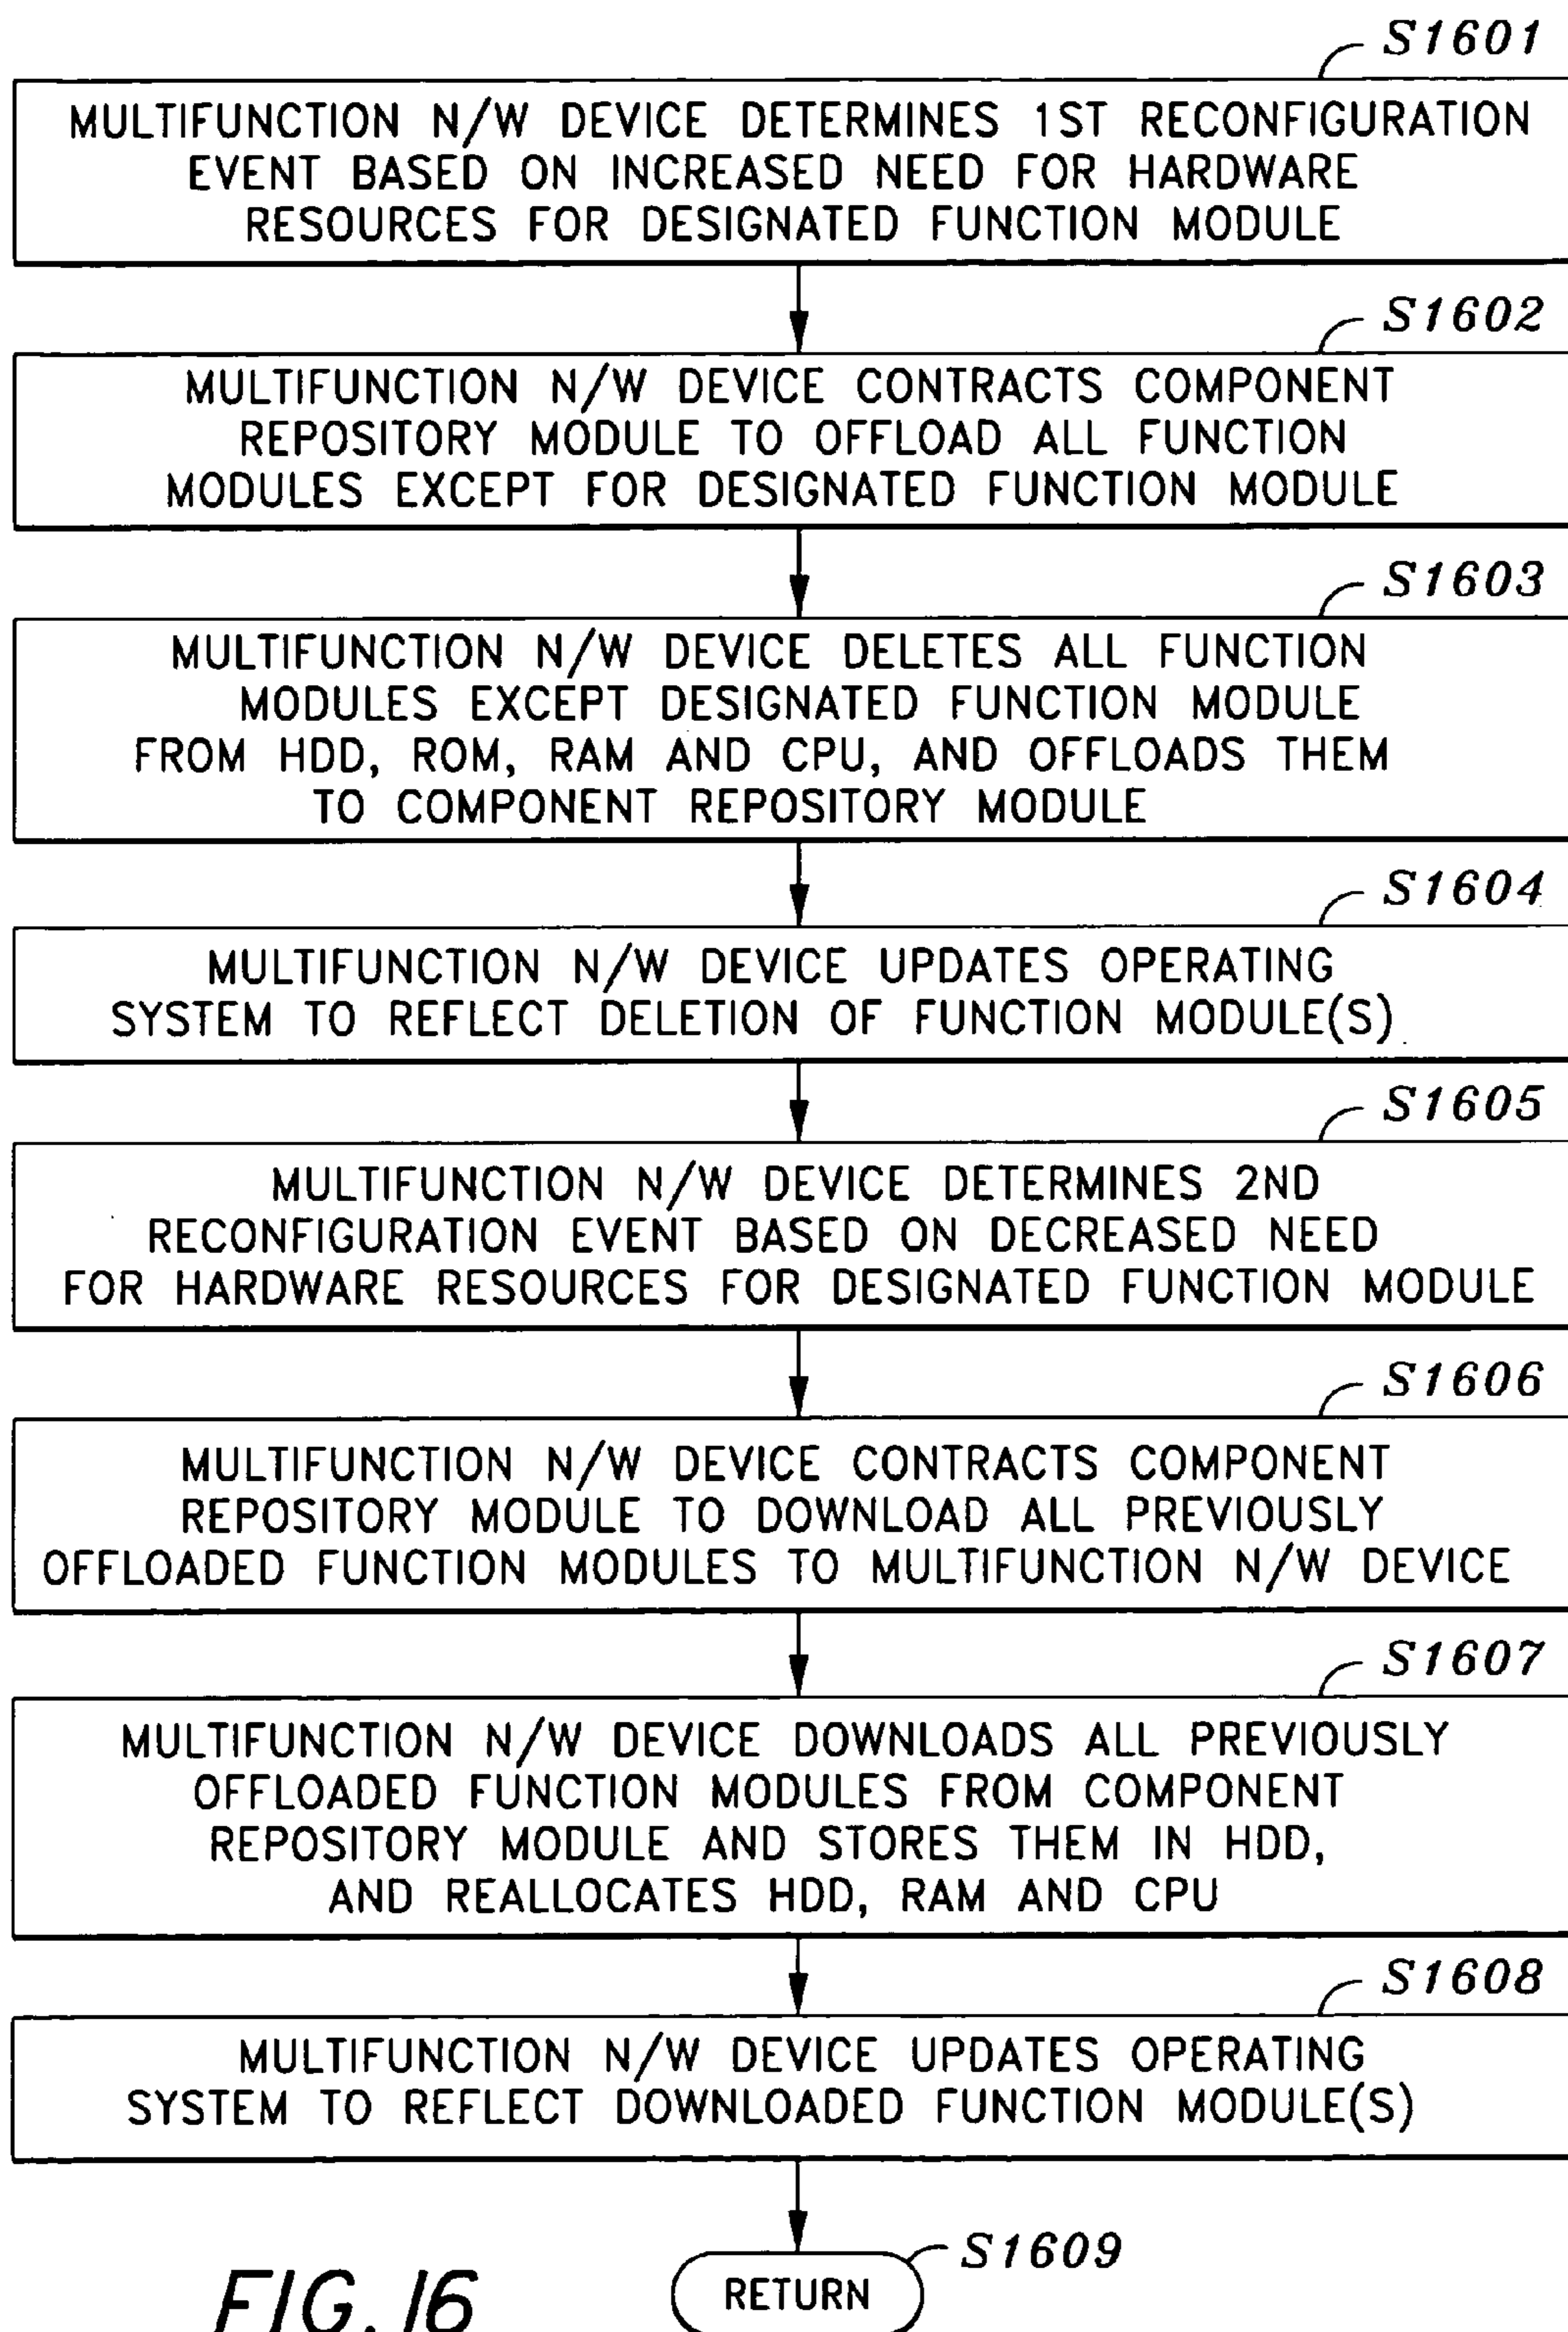 S1601
MULTIFUNCTION N/W DEVICE DETERMINES 1ST RECONFIGURATION
EVENT BASED ON INCREASED NEED FOR HARDWARE
RESOURCES FOR DESIGNATED FUNCTION MODULE
S1602
MULTIFUNCTION N/W DEVICE CONTRACTS COMPONENT
REPOSITORY MODULE TO OFFLOAD ALL FUNCTION
MODULES EXCEPT FOR DESIGNATED FUNCTION MODULE
S1603
MULTIFUNCTION N/W DEVICE DELETES ALL FUNCTION
MODULES EXCEPT DESIGNATED FUNCTION MODULE
FROM HDD, ROM, RAM AND CPU, AND OFFLOADS THEM
TO COMPONENT REPOSITORY MODULE
S1604
MULTIFUNCTION N/W DEVICE UPDATES OPERATING
SYSTEM TO REFLECT DELETION OF FUNCTION MODULE(S)
S1605
MULTIFUNCTION N/W DEVICE DETERMINES 2ND
RECONFIGURATION EVENT BASED ON DECREASED NEED
FOR HARDWARE RESOURCES FOR DESIGNATED FUNCTION MODULE
S1606
MULTIFUNCTION N/W DEVICE CONTRACTS COMPONENT
REPOSITORY MODULE TO DOWNLOAD ALL PREVIOUSLY
OFFLOADED FUNCTION MODULES TO MULTIFUNCTION N/W DEVICE
S1607
MULTIFUNCTION N/W DEVICE DOWNLOADS ALL PREVIOUSLY
OFFLOADED FUNCTION MODULES FROM COMPONENT
REPOSITORY MODULE AND STORES THEM IN HDD,
AND REALLOCATES HDD, RAM AND CPU
S1608
MULTIFUNCTION N/W DEVICE UPDATES OPERATING
SYSTEM TO REFLECT DOWNLOADED FUNCTION MODULE(S)
S1609
RETURN
FIG. 16